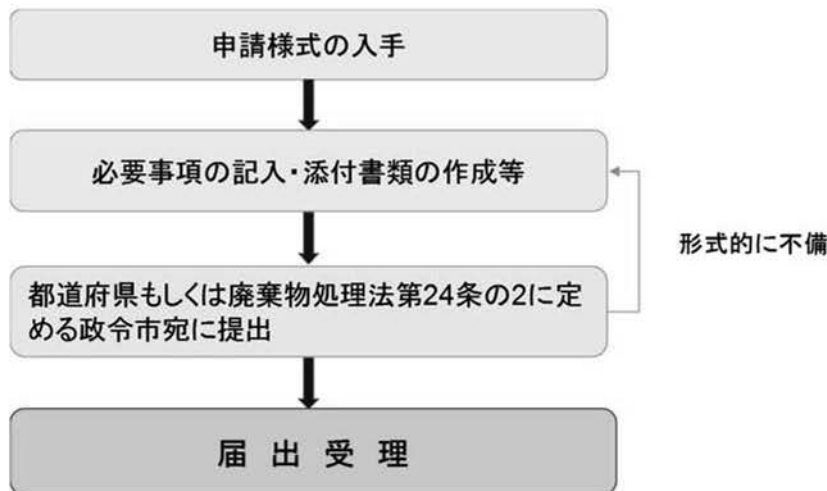 申請様式の入手
必要事項の記入・添付書類の作成等
形式的に不備
都道府県もしくは廃棄物処理法第24条の2に定
める政令市宛に提出
届 出 受 理